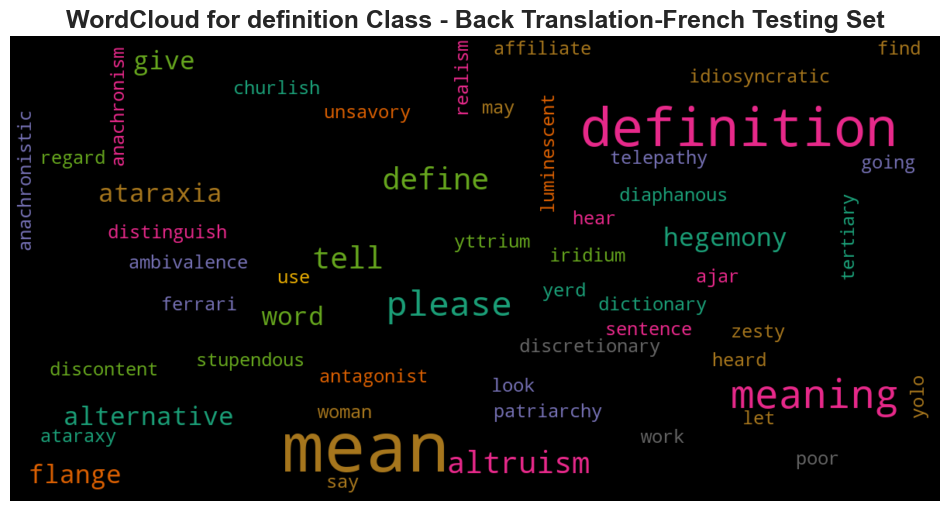 WordCloud for definition Class - Back Translation-French Testing Set
affiliate
find
give
anachronism
realism
churlish
idiosyncratic
unsavory
may
luminescent
definition
anachronistic
regard
telepathy
going
define
ataraxia
diaphanous
tertiary
hear
distinguish
yttrium
hegemony
tell
iridium
ambivalence
use
ajar
yerd
ferrari
please
dictionary
word
sentence
zesty
discretionary
stupendous
heard
discontent
antagonist
look
meaning
yolo
alternative
woman
patriarchy
let
ataraxy
mean
work
altruism
poor
flange
say